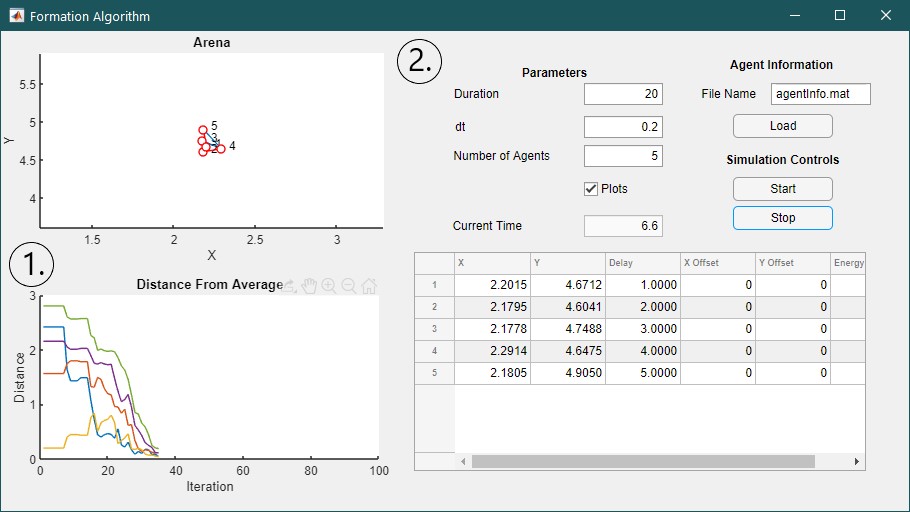 Formation Algorithm
Arena
5.5
5
4.5
4
Y
5
3
1
4
2
1.5
2
2.5
3
X
1.
Distance From Average
3
2
1
0
Distance
0
20
40
60
80
100
Iteration
2.
Parameters
Duration 20
dt 0.2
Number of Agents 5
Plots
Current Time 6.6
Agent Information
File Name agentInfo.mat
Load
Simulation Controls
Start
Stop
X Y Delay X Offset Y Offset Energy
1 2.2015 4.6712 1.0000 0 0
2 2.1795 4.6041 2.0000 0 0
3 2.1778 4.7488 3.0000 0 0
4 2.2914 4.6475 4.0000 0 0
5 2.1805 4.9050 5.0000 0 0